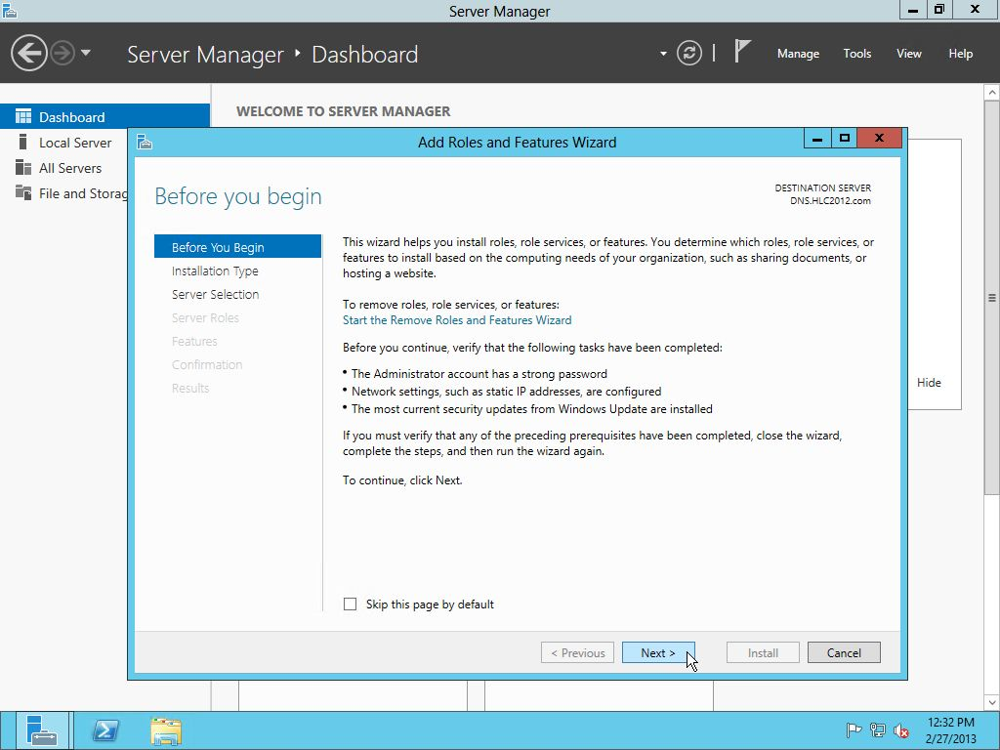 Server Manager
Server Manager ‣ Dashboard
Manage
Tools
View
Help
Dashboard
Local Server
All Servers
File and Storag
WELCOME TO SERVER MANAGER
Add Roles and Features Wizard
Before you begin
DESTINATION SERVER
DNS.HLC2012.com
Before You Begin
Installation Type
Server Selection
Server Roles
Features
Confirmation
Results
This wizard helps you install roles, role services, or features. You determine which roles, role services, or
features to install based on the computing needs of your organization, such as sharing documents, or
hosting a website.
To remove roles, role services, or features:
Start the Remove Roles and Features Wizard
Before you continue, verify that the following tasks have been completed:
• The Administrator account has a strong password
• Network settings, such as static IP addresses, are configured
• The most current security updates from Windows Update are installed
If you must verify that any of the preceding prerequisites have been completed, close the wizard,
complete the steps, and then run the wizard again.
To continue, click Next.
Skip this page by default
Hide
< Previous
Next >
Install
Cancel
12:32 PM
2/27/2013